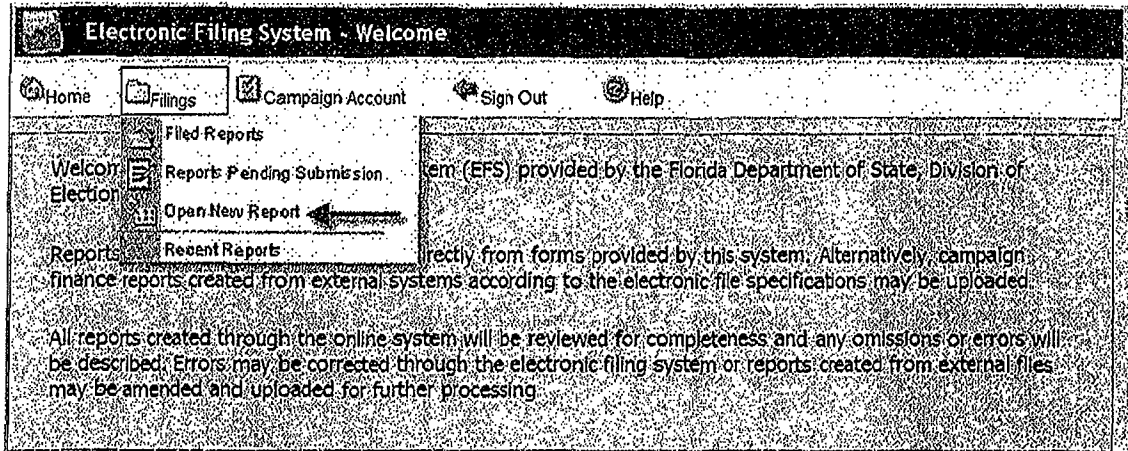 Electronic Filing System - Welcome
Home Filings Campaign Account Sign Out Help
Filed Reports
Reports Pending Submission
Open New Report
Recent Reports
Welcom tem (EFS) provided by the Florida Department of State, Division of
Election
Reports rectly from forms provided by this system. Alternatively, campaign
finance reports created from external systems according to the electronic file specifications may be uploaded.
All reports created through the online system will be reviewed for completeness and any omissions or errors will
be described. Errors may be corrected through the electronic filing system or reports created from external files
may be amended and uploaded for further processing